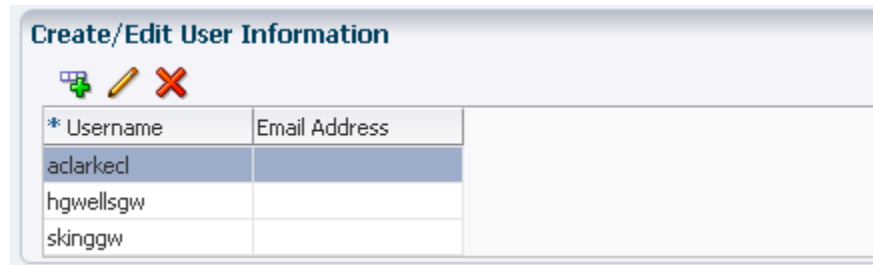 Create/Edit User Information
* Username Email Address
aclarkecl
hgwellsgw
skinggw